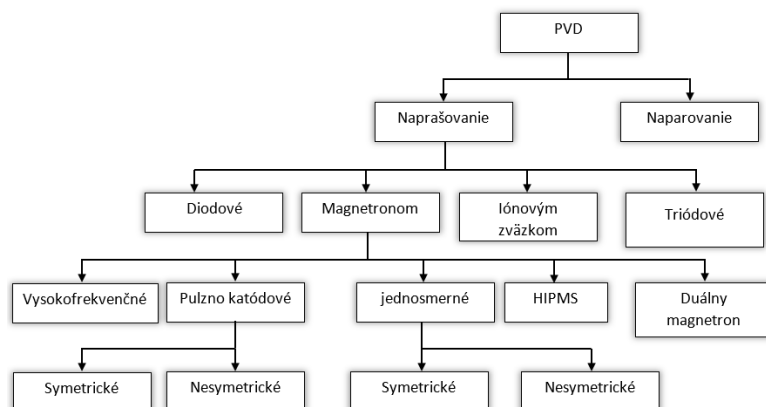 PVD
Naprašovanie
Naparovanie
Diodové
Magnetronom
Iónovým
zväzkom
Triódové
Vysokofrekvenčné
Pulzno katódové
jednosmerné
HIPMS
Duálny
magnetron
Symetrické
Nesymetrické
Symetrické
Nesymetrické